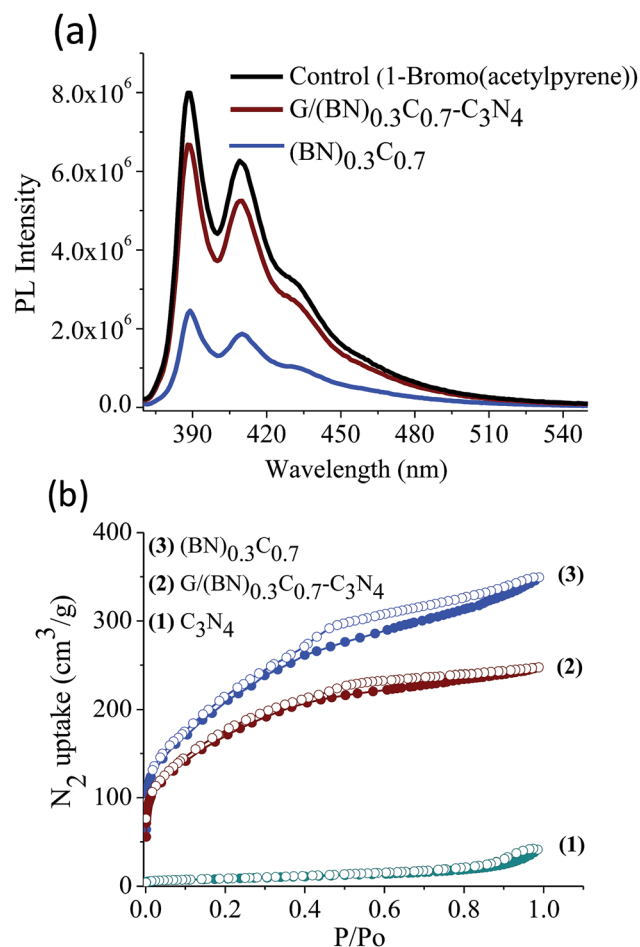 (a)
Control (1-Bromo(acetylpyrene))
G/(BN)0.3C0.7-C3N4
(BN)0.3C0.7
PL Intensity
8.0x10^6
6.0x10^6
4.0x10^6
2.0x10^6
0.0
390 420 450 480 510 540
Wavelength (nm)
(b)
(3) (BN)0.3C0.7
(2) G/(BN)0.3C0.7-C3N4
(1) C3N4
N2 uptake (cm^3/g)
400
300
200
100
0
(3)
(2)
(1)
0.0 0.2 0.4 0.6 0.8 1.0
P/Po